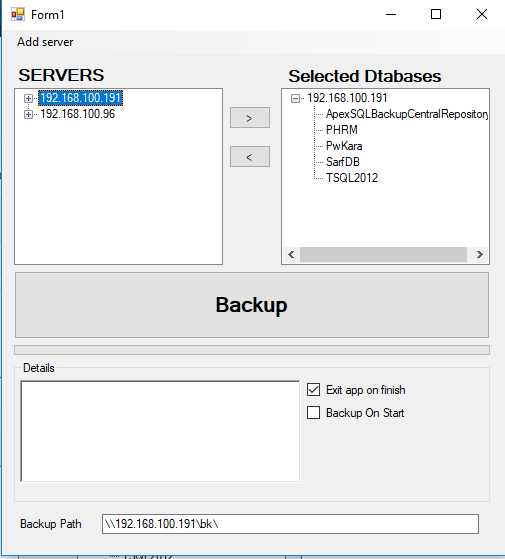 Form1
Add server
SERVERS
Selected Dtabases
192.168.100.191
192.168.100.96
>
<
192.168.100.191
ApexSQLBackupCentralRepository
PHRM
PwKara
SarfDB
TSQL2012
Backup
Details
Exit app on finish
Backup On Start
Backup Path
\\192.168.100.191\bk\